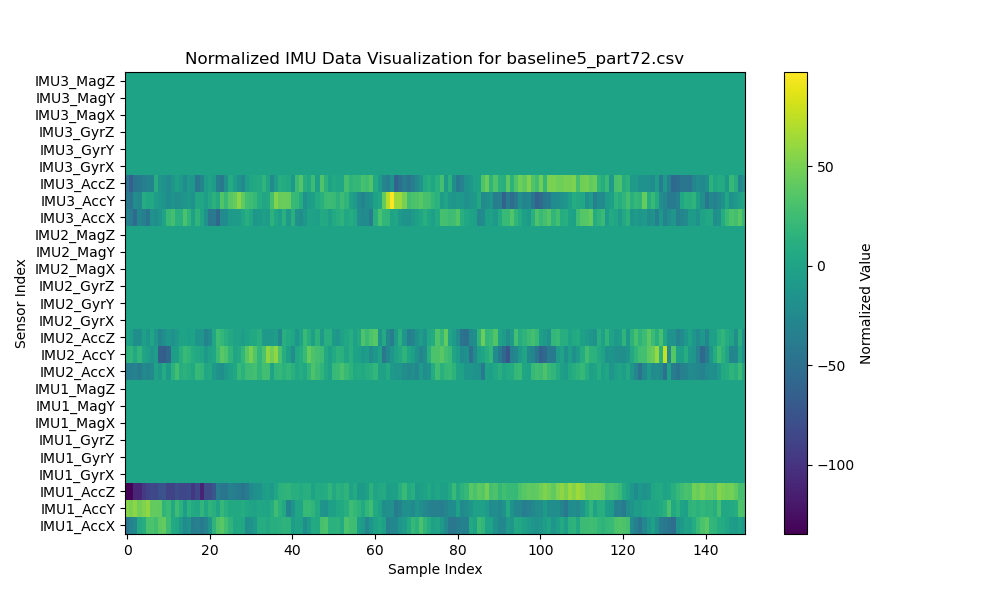 Normalized IMU Data Visualization for baseline5_part72.csv
Sensor Index
IMU3_MagZ
IMU3_MagY
IMU3_MagX
IMU3_GyrZ
IMU3_GyrY
IMU3_GyrX
IMU3_AccZ
IMU3_AccY
IMU3_AccX
IMU2_MagZ
IMU2_MagY
IMU2_MagX
IMU2_GyrZ
IMU2_GyrY
IMU2_GyrX
IMU2_AccZ
IMU2_AccY
IMU2_AccX
IMU1_MagZ
IMU1_MagY
IMU1_MagX
IMU1_GyrZ
IMU1_GyrY
IMU1_GyrX
IMU1_AccZ
IMU1_AccY
IMU1_AccX
0 20 40 60 80 100 120 140
Sample Index
50
0
−50
−100
Normalized Value